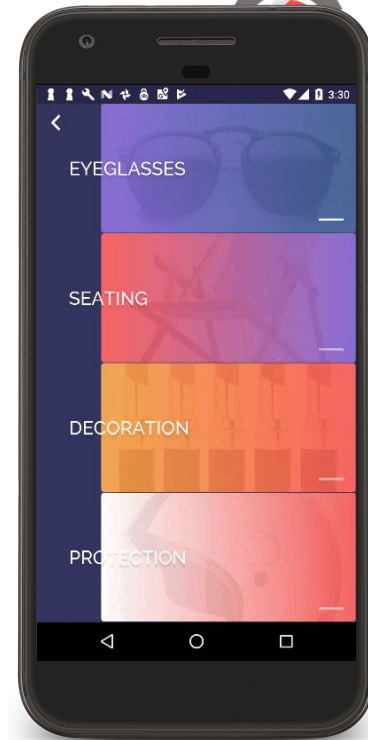 3:30
EYEGLASSES
SEATING
DECORATION
PROTECTION